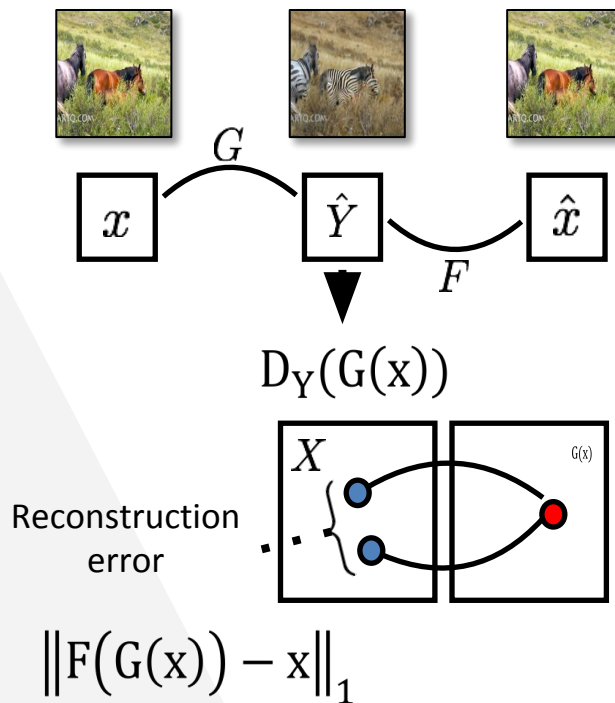 G
x Ŷ x̂
F
D_Y(G(x))
X G(x)
Reconstruction
error
‖F(G(x)) − x‖₁